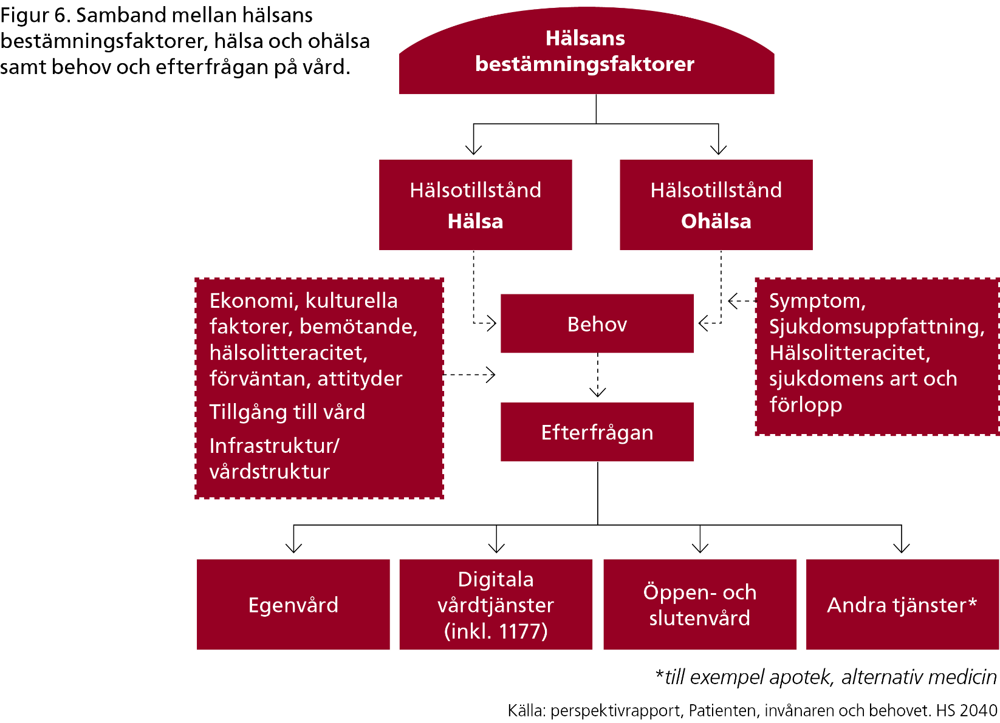 Figur 6. Samband mellan hälsans
bestämningsfaktorer, hälsa och ohälsa
samt behov och efterfrågan på vård.
Hälsans
bestämningsfaktorer
Hälsotillstånd
Hälsa
Hälsotillstånd
Ohälsa
Ekonomi, kulturella
faktorer, bemötande,
hälsolitteracitet,
förväntan, attityder
Tillgång till vård
Infrastruktur/
vårdstruktur
Behov
Efterfrågan
Symptom,
Sjukdomsuppfattning,
Hälsolitteracitet,
sjukdomens art och
förlopp
Egenvård
Digitala
vårdtjänster
(inkl. 1177)
Öppen- och
slutenvård
Andra tjänster*
*till exempel apotek, alternativ medicin
Källa: perspektivrapport, Patienten, invånaren och behovet. HS 2040